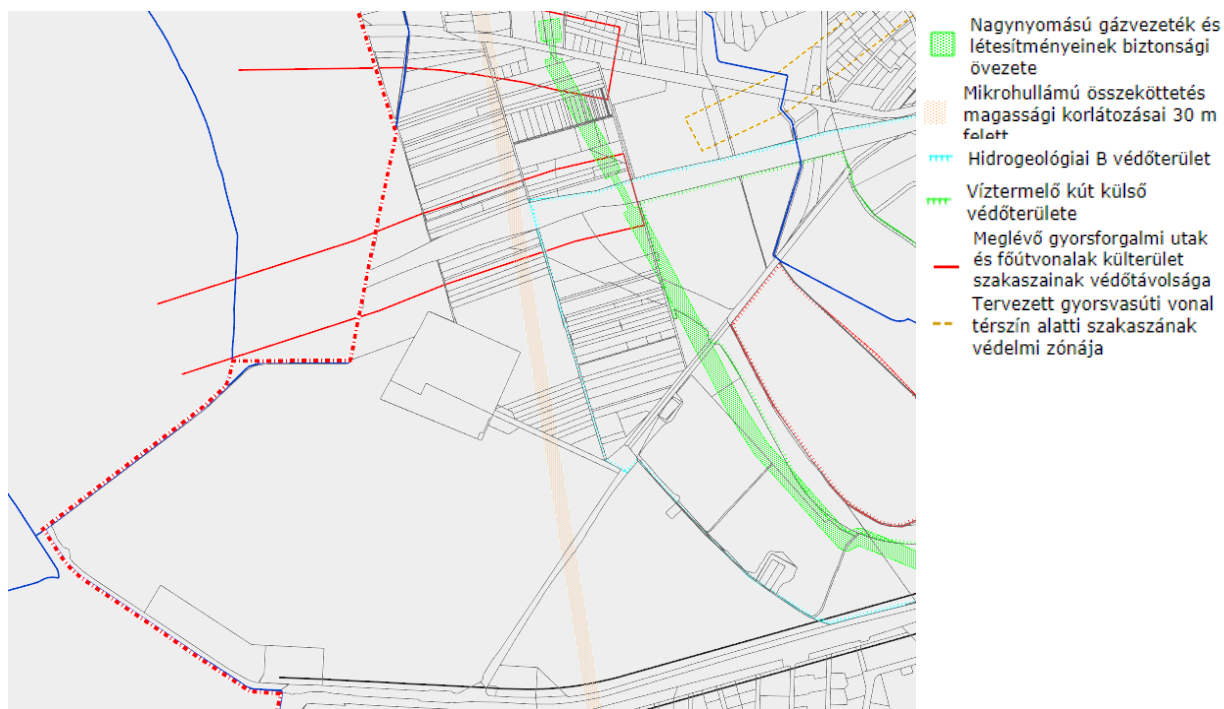 Nagynyomású gázvezeték és
létesítményeinek biztonsági
övezete
Mikrohullámú összeköttetés
magassági korlátozásai 30 m
felett
Hidrogeológiai B védőterület
Víztermelő kút külső
védőterülete
Meglévő gyorsforgalmi utak
és főútvonalak külterület
szakaszainak védőtávolsága
Tervezett gyorsvasúti vonal
térszín alatti szakaszának
védelmi zónája